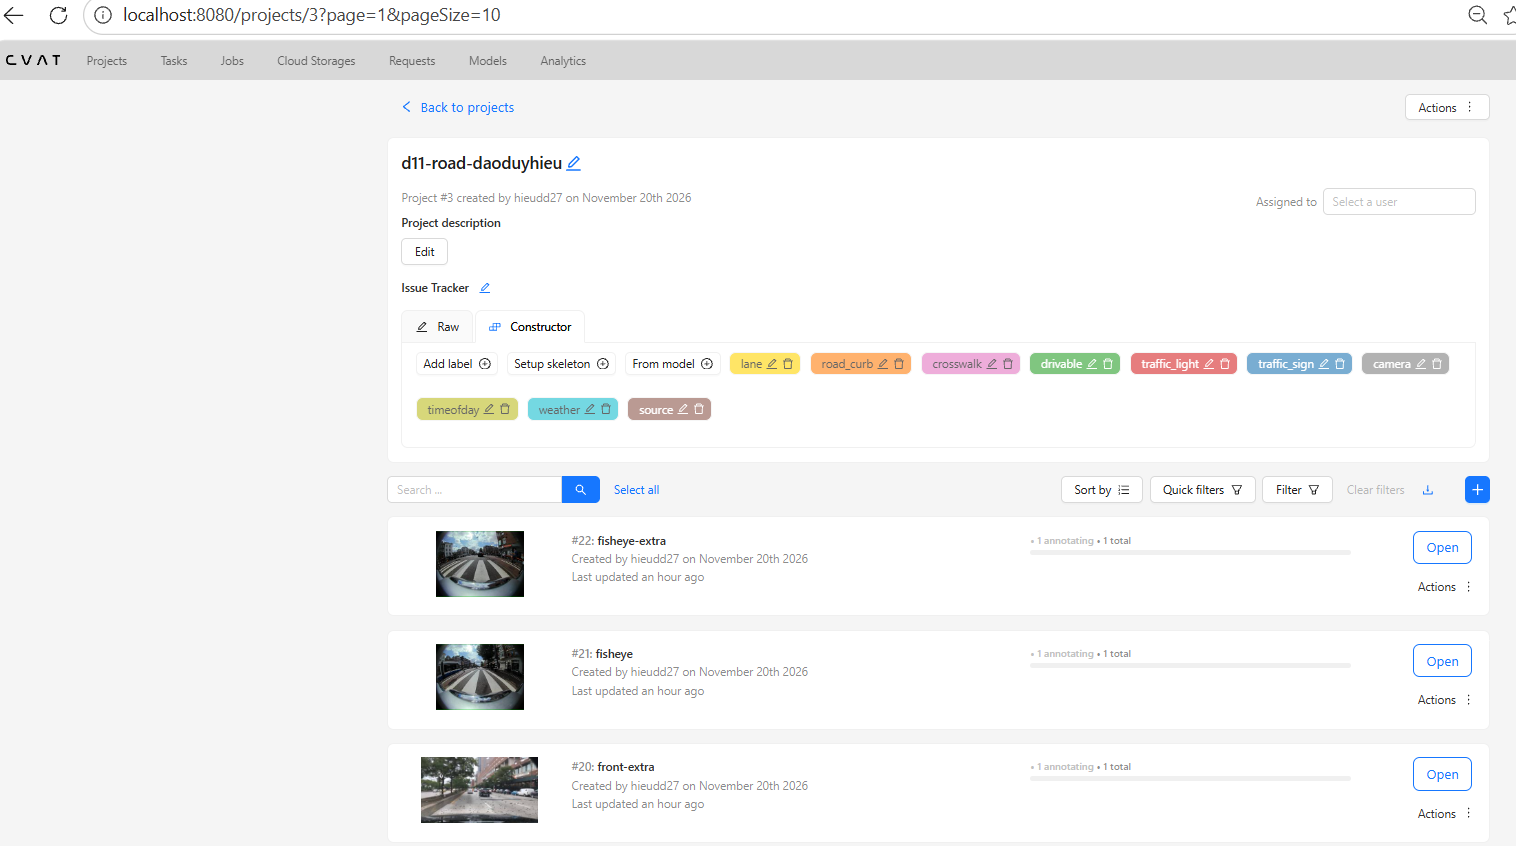 localhost:8080/projects/3?page=1&pageSize=10
CVAT Projects Tasks Jobs Cloud Storages Requests Models Analytics
Back to projects Actions
d11-road-daoduyhieu
Project #3 created by hieudd27 on November 20th 2026
Assigned to Select a user
Project description
Edit
Issue Tracker
Raw Constructor
Add label Setup skeleton From model lane road_curb crosswalk drivable traffic_light traffic_sign camera
timeofday weather source
Search ... Select all Sort by Quick filters Filter Clear filters
#22: fisheye-extra
Created by hieudd27 on November 20th 2026
Last updated an hour ago
• 1 annotating • 1 total
Open
Actions
#21: fisheye
Created by hieudd27 on November 20th 2026
Last updated an hour ago
• 1 annotating • 1 total
Open
Actions
#20: front-extra
Created by hieudd27 on November 20th 2026
Last updated an hour ago
• 1 annotating • 1 total
Open
Actions